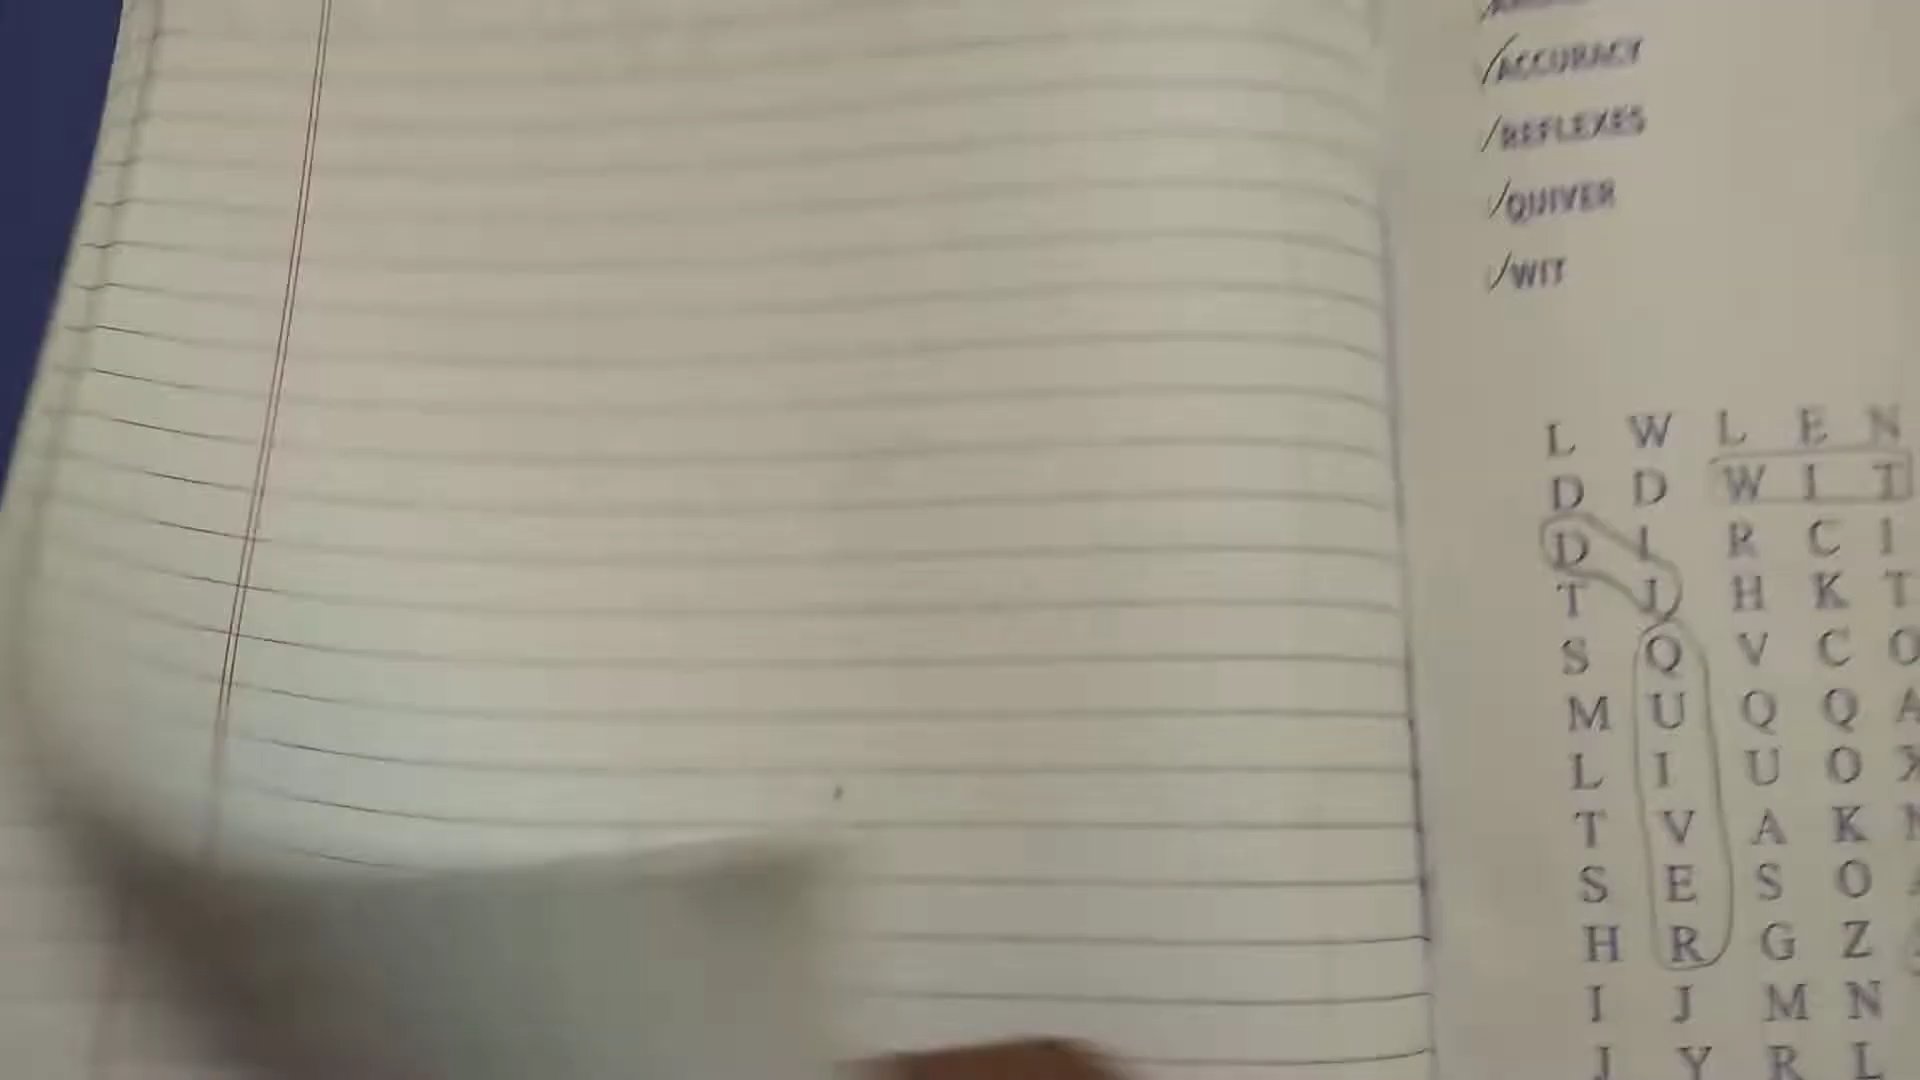 /ACCURACY
/REFLEXES
/QUIVER
/WIT
L W L E N
D D W I T
D I R C I
T J H K T
S Q V C O
M U Q Q A
L I U O
T V A K
S E S O
H R G Z
I J M N
J Y R L